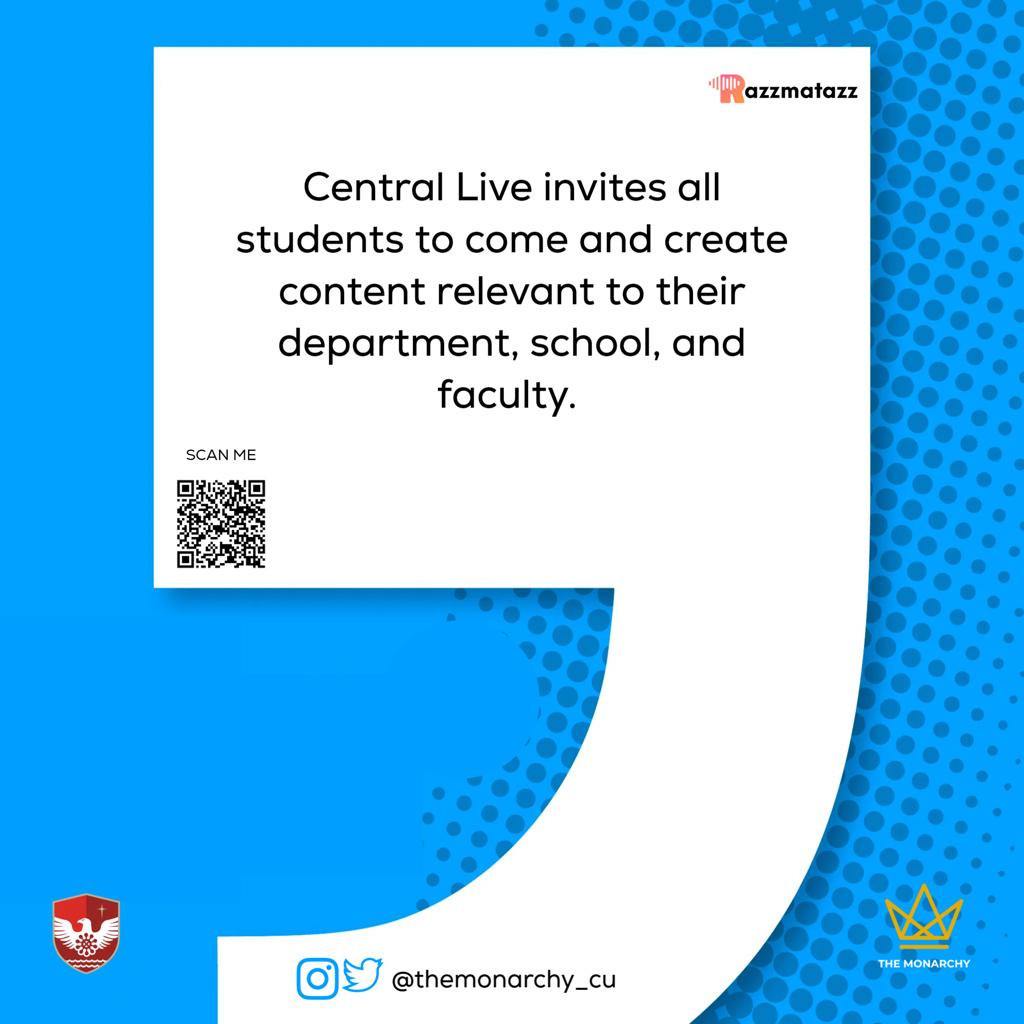 Razzmatazz
Central Live invites all
students to come and create
content relevant to their
department, school, and
faculty.
SCAN ME
THE MONARCHY
@themonarchy_cu